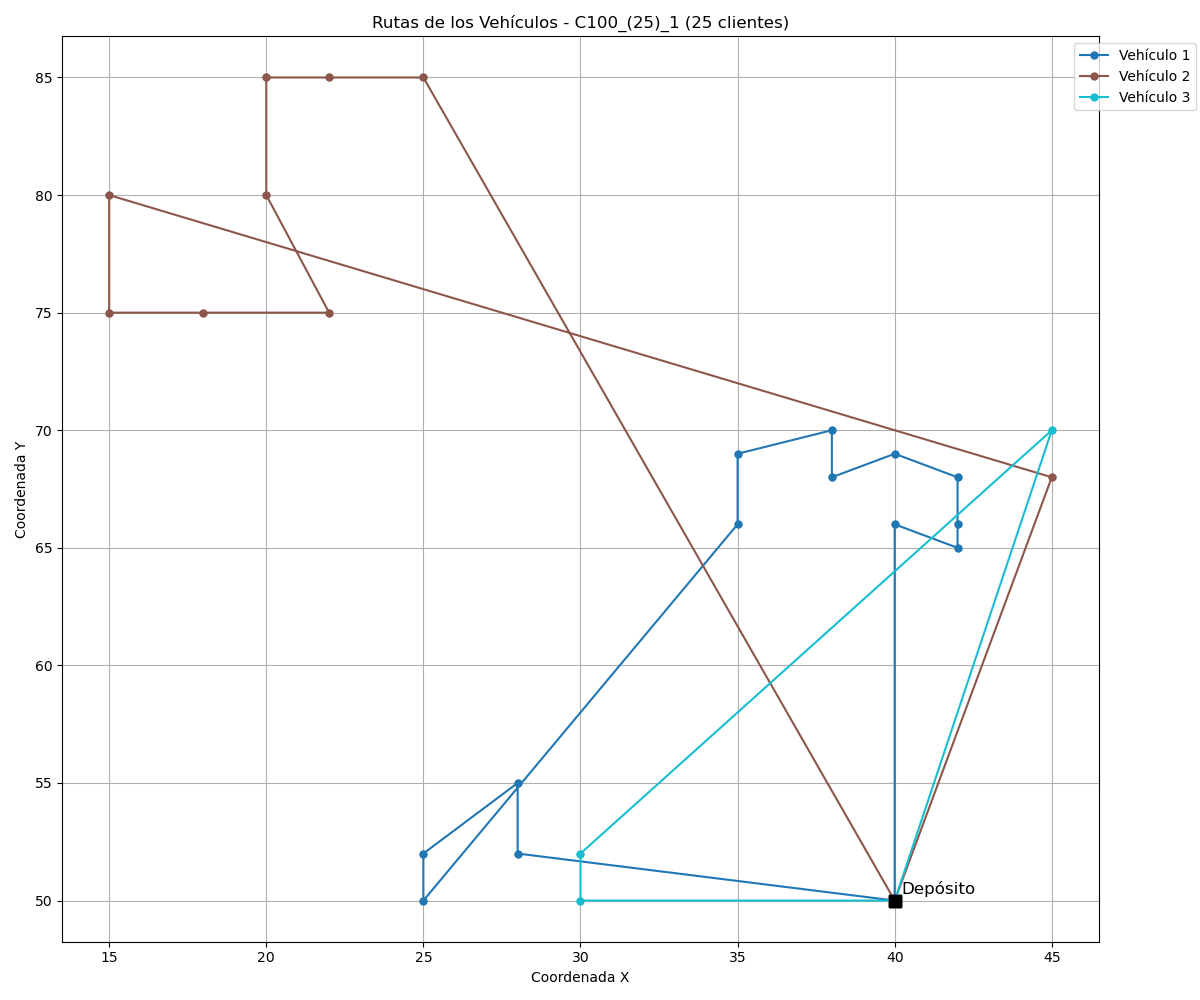 Rutas de los Vehículos - C100_(25)_1 (25 clientes)
Vehículo 1
Vehículo 2
Vehículo 3
Coordenada Y
85
80
75
70
65
60
55
50
Depósito
15 20 25 30 35 40 45
Coordenada X